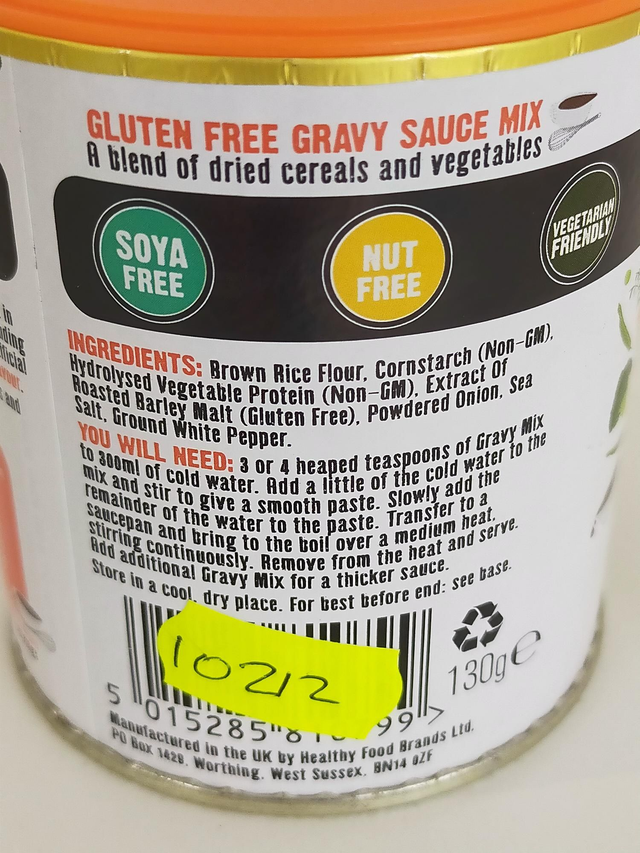 GLUTEN FREE GRAVY SAUCE MIX
A blend of dried cereals and vegetables
SOYA
FREE
NUT
FREE
VEGETARIAN
FRIENDLY
INGREDIENTS: Brown Rice Flour, Cornstarch (Non-GM),
Hydrolysed Vegetable Protein (Non-GM), Extract Of
Roasted Barley Malt (Gluten Free), Powdered Onion, Sea
Salt, Ground White Pepper.
YOU WILL NEED: 3 or 4 heaped teaspoons of Gravy Mix
to 300ml of cold water. Add a little of the cold water to the
mix and stir to give a smooth paste. Slowly add the
remainder of the water to the paste. Transfer to a
saucepan and bring to the boil over a medium heat,
stirring continuously. Remove from the heat and serve.
Add additional Gravy Mix for a thicker sauce.
Store in a cool, dry place. For best before end: see base.
10212
130g e
5 015285 99 >
Manufactured in the UK by Healthy Food Brands Ltd.
PO Box 1429, Worthing, West Sussex, BN14 0ZF
in
and